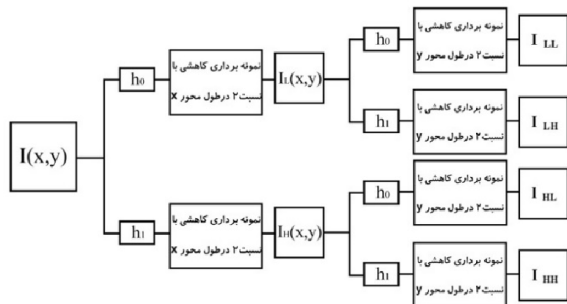 I(x,y)
h0
نمونه برداری کاهشی با
نسبت ۲ درطول محور x
IL(x,y)
h0
نمونه برداری کاهشی با
نسبت ۲ درطول محور y
I LL
h1
نمونه برداری کاهشی با
نسبت ۲ درطول محور y
I LH
h1
نمونه برداری کاهشی با
نسبت ۲ درطول محور x
IH(x,y)
h0
نمونه برداری کاهشی با
نسبت ۲ درطول محور y
I HL
h1
نمونه برداری کاهشی با
نسبت ۲ درطول محور y
I HH